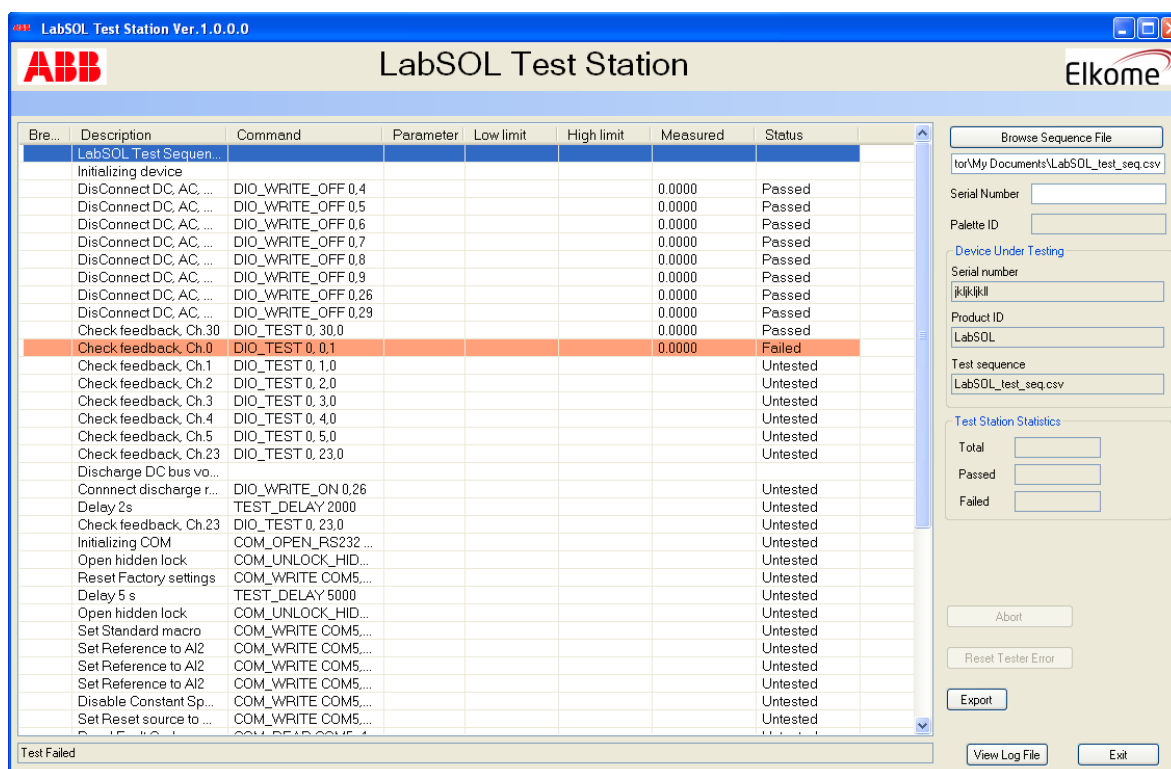 ABB LabSOL Test Station Ver.1.0.0.0
ABB LabSOL Test Station Elkome
Bre... Description Command Parameter Low limit High limit Measured Status
LabSOL Test Sequen...
Initializing device
DisConnect DC, AC, ... DIO_WRITE_OFF 0,4 0.0000 Passed
DisConnect DC, AC, ... DIO_WRITE_OFF 0,5 0.0000 Passed
DisConnect DC, AC, ... DIO_WRITE_OFF 0,6 0.0000 Passed
DisConnect DC, AC, ... DIO_WRITE_OFF 0,7 0.0000 Passed
DisConnect DC, AC, ... DIO_WRITE_OFF 0,8 0.0000 Passed
DisConnect DC, AC, ... DIO_WRITE_OFF 0,9 0.0000 Passed
DisConnect DC, AC, ... DIO_WRITE_OFF 0,26 0.0000 Passed
DisConnect DC, AC, ... DIO_WRITE_OFF 0,29 0.0000 Passed
Check feedback, Ch.30 DIO_TEST 0, 30,0 0.0000 Passed
Check feedback, Ch.0 DIO_TEST 0, 0,1 0.0000 Failed
Check feedback, Ch.1 DIO_TEST 0, 1,0 Untested
Check feedback, Ch.2 DIO_TEST 0, 2,0 Untested
Check feedback, Ch.3 DIO_TEST 0, 3,0 Untested
Check feedback, Ch.4 DIO_TEST 0, 4,0 Untested
Check feedback, Ch.5 DIO_TEST 0, 5,0 Untested
Check feedback, Ch.23 DIO_TEST 0, 23,0 Untested
Discharge DC bus vo...
Connnect discharge r... DIO_WRITE_ON 0,26 Untested
Delay 2s TEST_DELAY 2000 Untested
Check feedback, Ch.23 DIO_TEST 0, 23,0 Untested
Initializing COM COM_OPEN_RS232 ... Untested
Open hidden lock COM_UNLOCK_HID... Untested
Reset Factory settings COM_WRITE COM5,... Untested
Delay 5 s TEST_DELAY 5000 Untested
Open hidden lock COM_UNLOCK_HID... Untested
Set Standard macro COM_WRITE COM5,... Untested
Set Reference to AI2 COM_WRITE COM5,... Untested
Set Reference to AI2 COM_WRITE COM5,... Untested
Set Reference to AI2 COM_WRITE COM5,... Untested
Disable Constant Sp... COM_WRITE COM5,... Untested
Set Reset source to ... COM_WRITE COM5,... Untested
Browse Sequence File
tor\My Documents\LabSOL_test_seq.csv
Serial Number
Palette ID
Device Under Testing
Serial number
jkljkljkll
Product ID
LabSOL
Test sequence
LabSOL_test_seq.csv
Test Station Statistics
Total
Passed
Failed
Abort
Reset Tester Error
Export
View Log File Exit
Test Failed